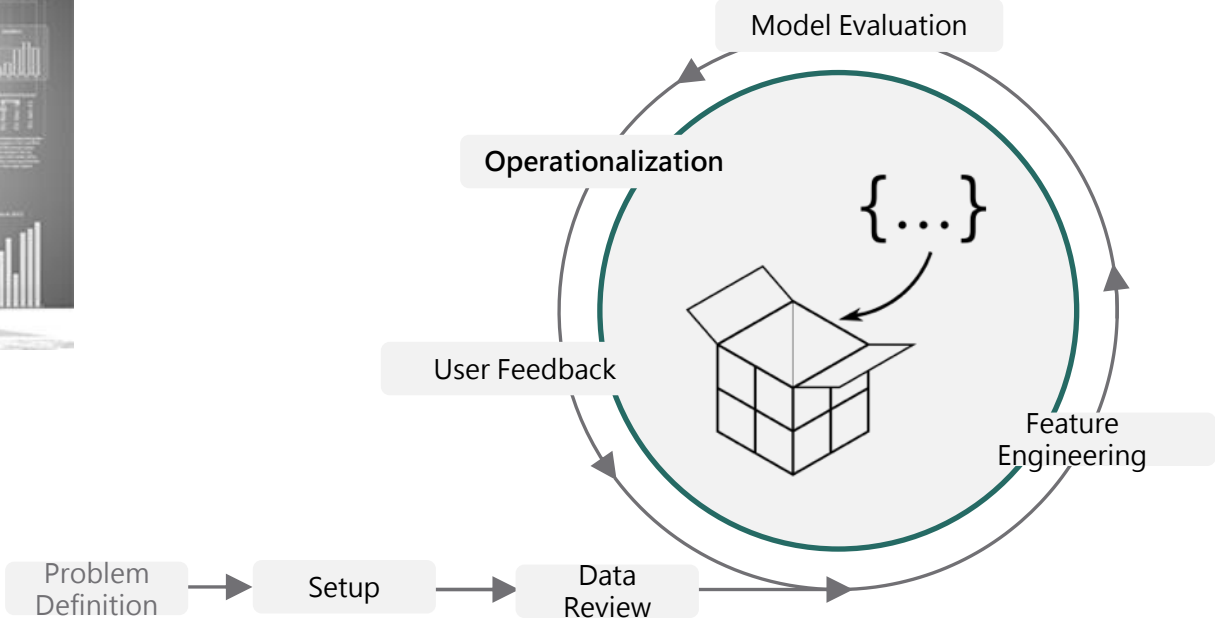 Model Evaluation
Operationalization
{...}
User Feedback
Feature
Engineering
Problem
Definition
Setup
Data
Review